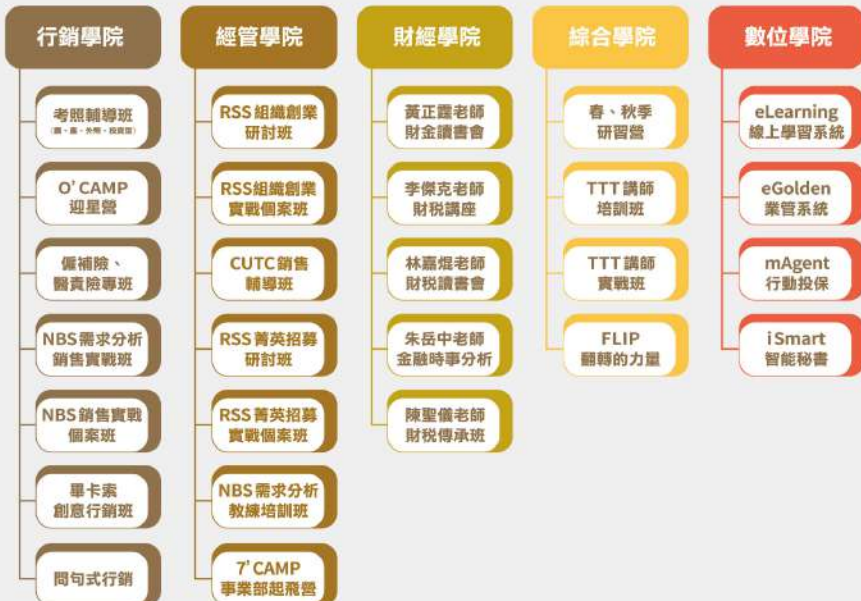 行銷學院
考照輔導班
O'CAMP
迎星營
僱補險、
醫責險專班
NBS需求分析
銷售實戰班
NBS銷售實戰
個案班
畢卡索
創意行銷班
問句式行銷
經管學院
RSS組織創業
研討班
RSS組織創業
實戰個案班
CUTC銷售
輔導班
RSS菁英招募
研討班
RSS菁英招募
實戰個案班
NBS需求分析
教練培訓班
7'CAMP
事業部起飛營
財經學院
黃正霆老師
財金讀書會
李傑克老師
財稅講座
林嘉焜老師
財稅讀書會
朱岳中老師
金融時事分析
陳聖儀老師
財稅傳承班
綜合學院
春、秋季
研習營
TTT講師
培訓班
TTT講師
實戰班
FLIP
翻轉的力量
數位學院
eLearning
線上學習系統
eGolden
業管系統
mAgent
行動投保
iSmart
智能秘書